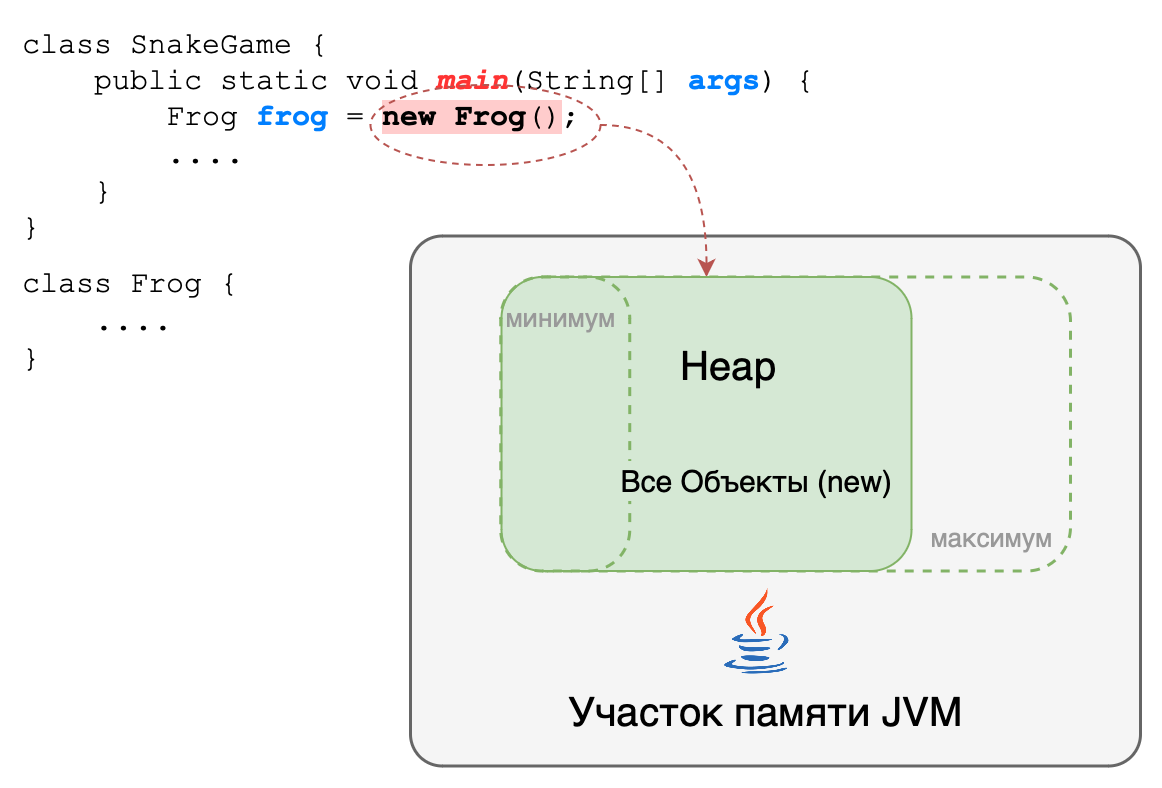 class SnakeGame {
    public static void main(String[] args) {
        Frog frog = new Frog();
        ....
    }
}
class Frog {
    ....
}
минимум
Heap
Все Объекты (new)
максимум
Участок памяти JVM